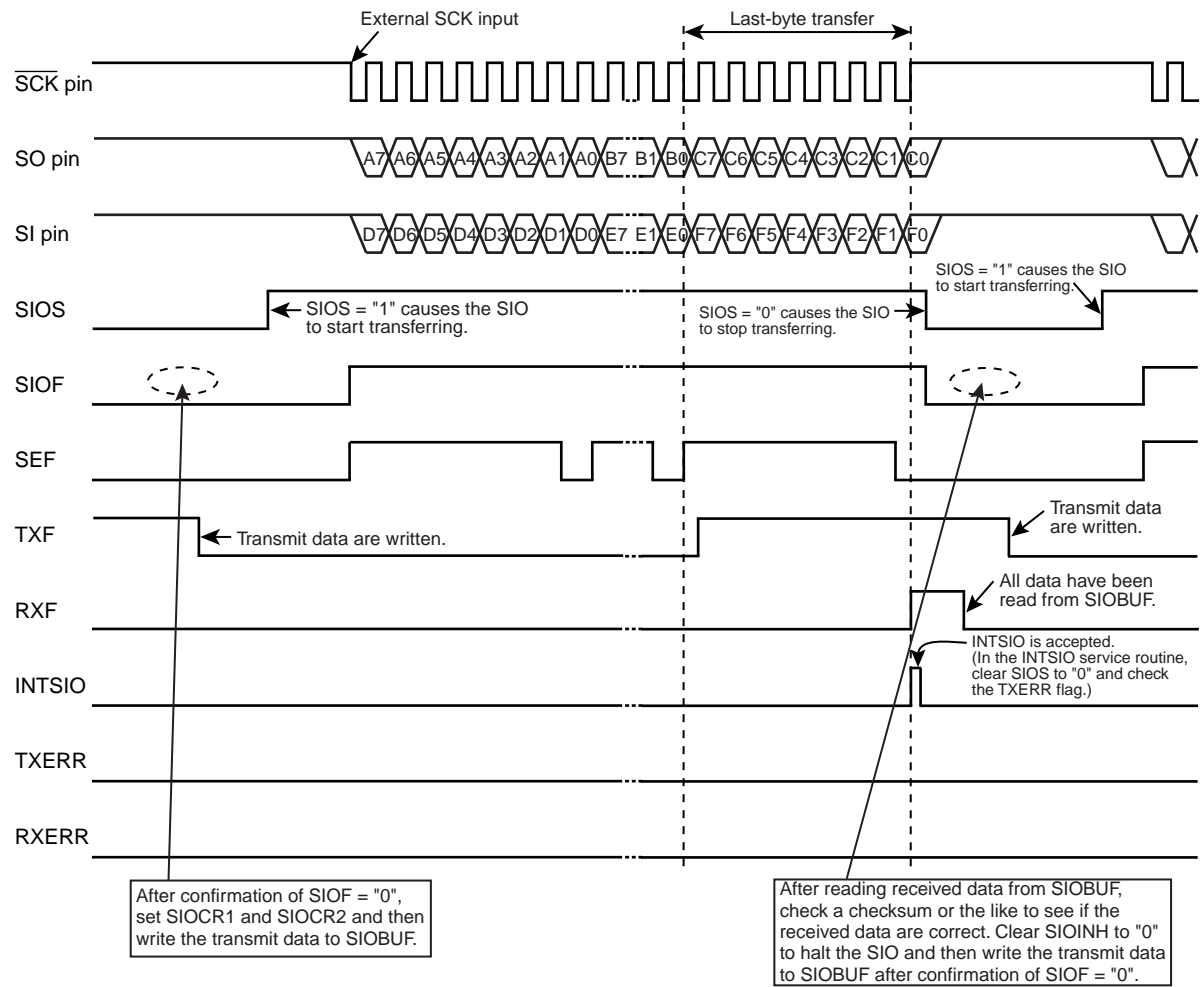 External SCK input
Last-byte transfer
SCK pin
SO pin
A7 A6 A5 A4 A3 A2 A1 A0 B7 B1 B0 C7 C6 C5 C4 C3 C2 C1 C0
SI pin
D7 D6 D5 D4 D3 D2 D1 D0 E7 E1 E0 F7 F6 F5 F4 F3 F2 F1 F0
SIOS = "1" causes the SIO
to start transferring.
SIOS
SIOS = "1" causes the SIO
to start transferring.
SIOS = "0" causes the SIO
to stop transferring.
SIOF
SEF
TXF
Transmit data are written.
Transmit data
are written.
RXF
All data have been
read from SIOBUF.
INTSIO
INTSIO is accepted.
(In the INTSIO service routine,
clear SIOS to "0" and check
the TXERR flag.)
TXERR
RXERR
After confirmation of SIOF = "0",
set SIOCR1 and SIOCR2 and then
write the transmit data to SIOBUF.
After reading received data from SIOBUF,
check a checksum or the like to see if the
received data are correct. Clear SIOINH to "0"
to halt the SIO and then write the transmit data
to SIOBUF after confirmation of SIOF = "0".